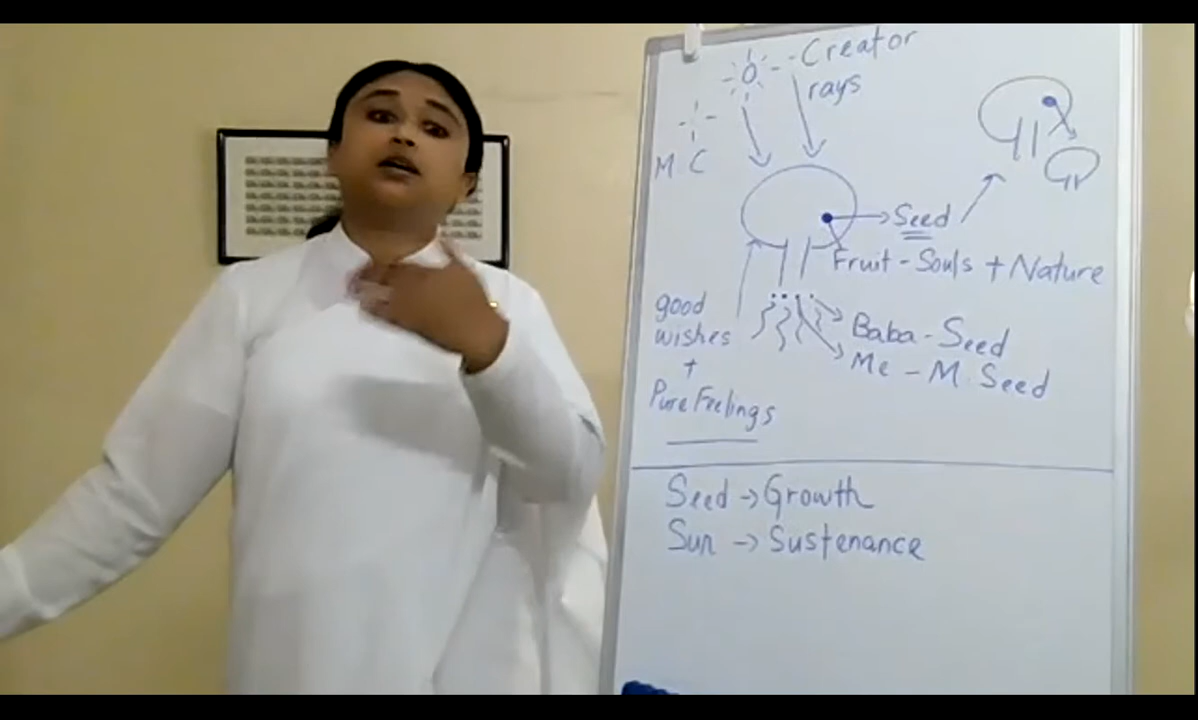 Creator
rays
M. C
Seed
Fruit - Souls + Nature
good
wishes
+
Pure Feelings
Baba - Seed
Me - M. Seed
Seed → Growth
Sun → Sustenance